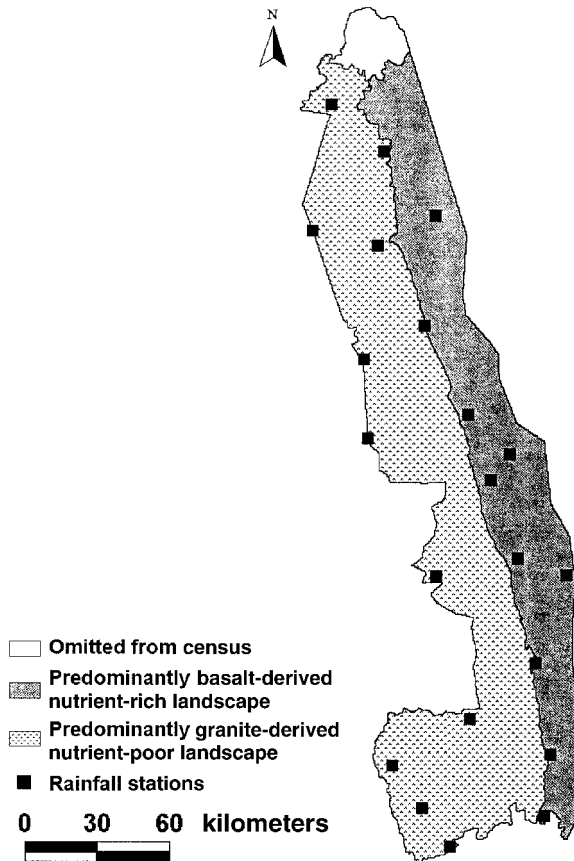 N
Omitted from census
Predominantly basalt-derived
nutrient-rich landscape
Predominantly granite-derived
nutrient-poor landscape
Rainfall stations
0 30 60 kilometers